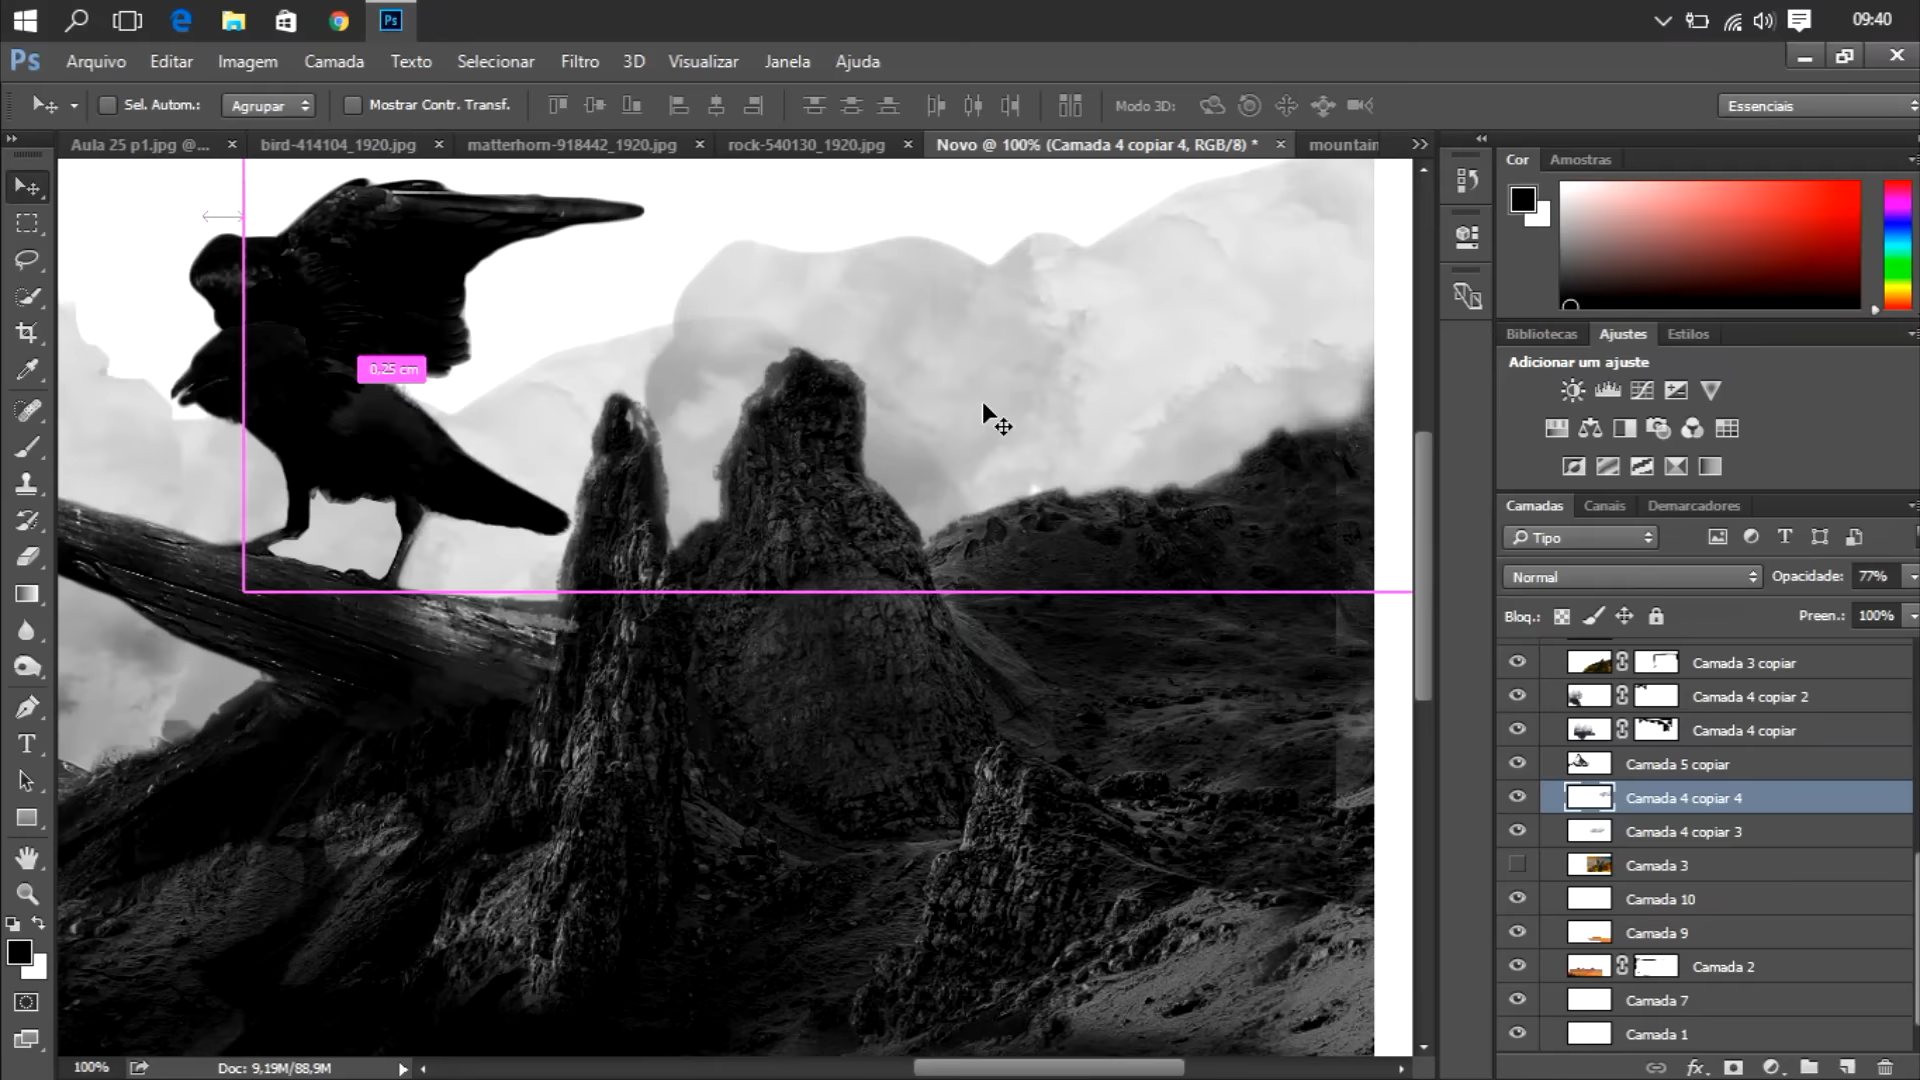 09:40
Ps
Ps Arquivo Editar Imagem Camada Texto Selecionar Filtro 3D Visualizar Janela Ajuda
Sel. Autom.: Agrupar Mostrar Contr. Transf. Modo 3D: Essenciais
Aula 25 p1.jpg @... × bird-414104_1920.jpg × matterhorn-918442_1920.jpg × rock-540130_1920.jpg × Novo @ 100% (Camada 4 copiar 4, RGB/8) * × mountain
Cor Amostras
Bibliotecas Ajustes Estilos
Adicionar um ajuste
0,25 cm
Camadas Canais Demarcadores
Tipo
Normal Opacidade: 77%
Bloq.: Preen.: 100%
Camada 3 copiar
Camada 4 copiar 2
Camada 4 copiar
Camada 5 copiar
Camada 4 copiar 4
Camada 4 copiar 3
Camada 3
Camada 10
Camada 9
Camada 2
Camada 7
Camada 1
100% Doc: 9,19M/88,9M